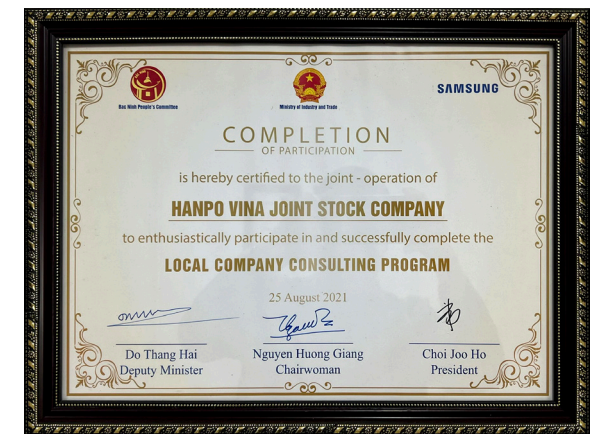 SAMSUNG
Bac Ninh People's Committee
Ministry of Industry and Trade
COMPLETION
OF PARTICIPATION
is hereby certified to the joint - operation of
HANPO VINA JOINT STOCK COMPANY
to enthusiastically participate in and successfully complete the
LOCAL COMPANY CONSULTING PROGRAM
25 August 2021
Do Thang Hai
Deputy Minister
Nguyen Huong Giang
Chairwoman
Choi Joo Ho
President